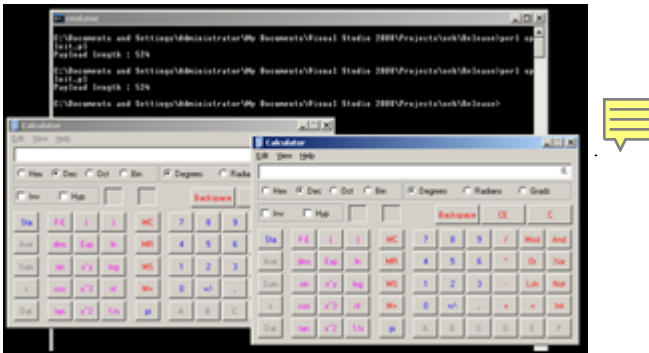 cmd.exe
C:\Documents and Settings\Administrator\My Documents\Visual Studio 2008\Projects\seh\Release>perl sp
loit.pl
Payload length : 524
C:\Documents and Settings\Administrator\My Documents\Visual Studio 2008\Projects\seh\Release>perl sp
loit.pl
Payload length : 524
C:\Documents and Settings\Administrator\My Documents\Visual Studio 2008\Projects\seh\Release>
Calculator
Edit View Help
Hex Dec Oct Bin Degrees Radia
Inv Hyp Backspace
Sta F-E ( ) MC 7 8 9
Ave dms Exp ln MR 4 5 6
Sum sin x^y log MS 1 2 3
s cos x^3 n! M+ 0 +/- .
Dat tan x^2 1/x pi A B C
Calculator
Edit View Help
0.
Hex Dec Oct Bin Degrees Radians Grads
Inv Hyp Backspace CE C
Sta F-E ( ) MC 7 8 9 / Mod And
Ave dms Exp ln MR 4 5 6 * Or Xor
Sum sin x^y log MS 1 2 3 - Lsh Not
s cos x^3 n! M+ 0 +/- . + = Int
Dat tan x^2 1/x pi A B C D E F
.